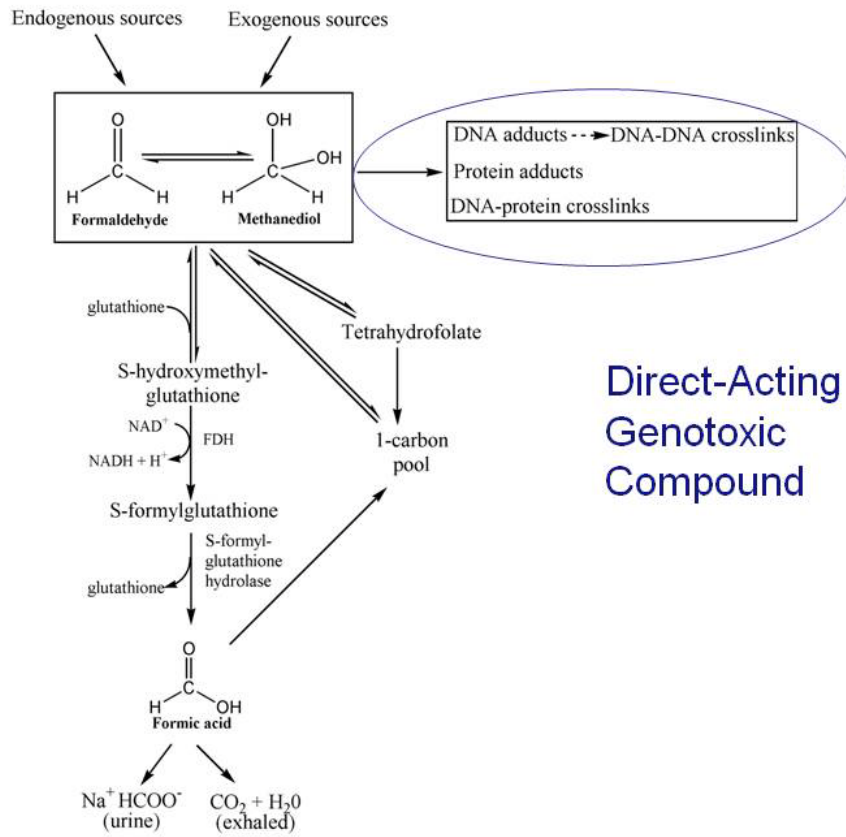 Endogenous sources
Exogenous sources
O
C
H
H
Formaldehyde
OH
OH
C
H
H
Methanediol
DNA adducts DNA-DNA crosslinks
Protein adducts
DNA-protein crosslinks
glutathione
Tetrahydrofolate
S-hydroxymethyl-
glutathione
NAD⁺
FDH
NADH + H⁺
1-carbon
pool
Direct-Acting
Genotoxic
Compound
S-formylglutathione
S-formyl-
glutathione
hydrolase
glutathione
O
C
H
OH
Formic acid
Na⁺HCOO⁻
(urine)
CO₂ + H₂0
(exhaled)